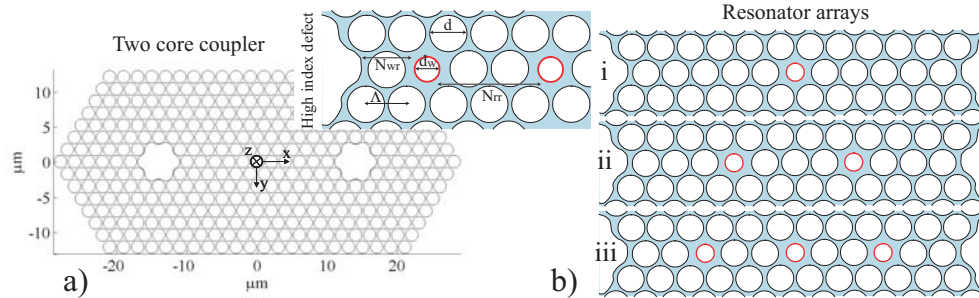 Two core coupler
High index defect
d
N_wr
d_w
Λ
N_rr
Resonator arrays
i
ii
iii
μm
10
5
0
-5
-10
z
x
y
-20
-10
0
10
20
μm
a)
b)